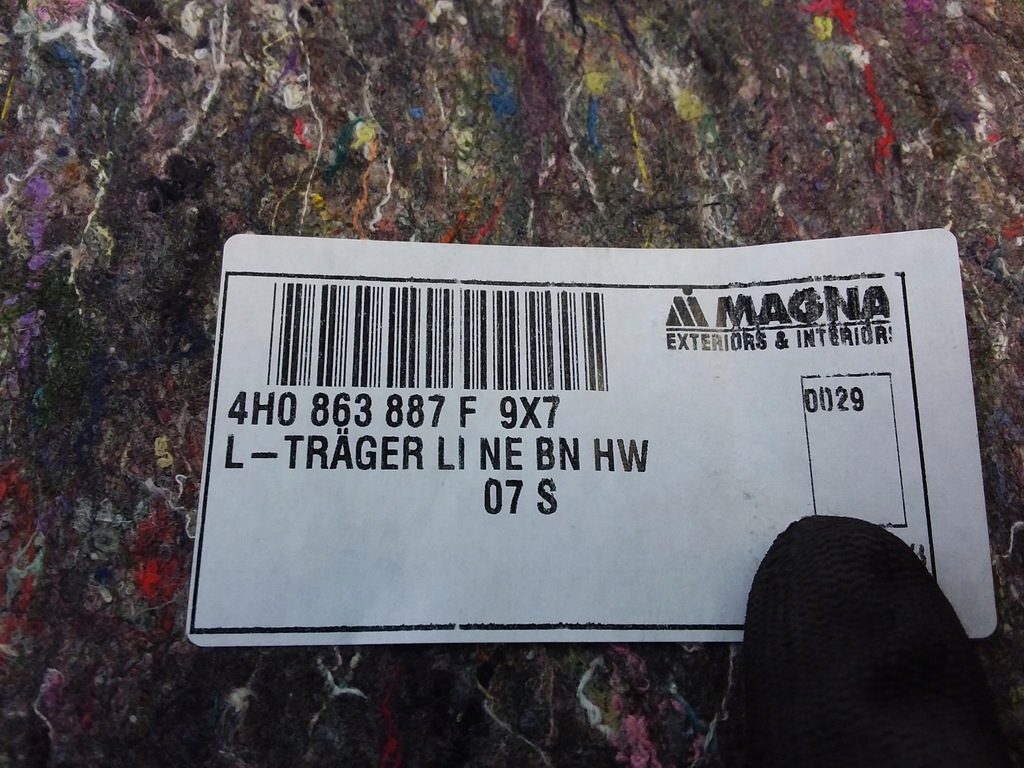 MAGNA
EXTERIORS & INTERIORS
4H0 863 887 F 9X7
0029
L-TRÄGER LI NE BN HW
07 S